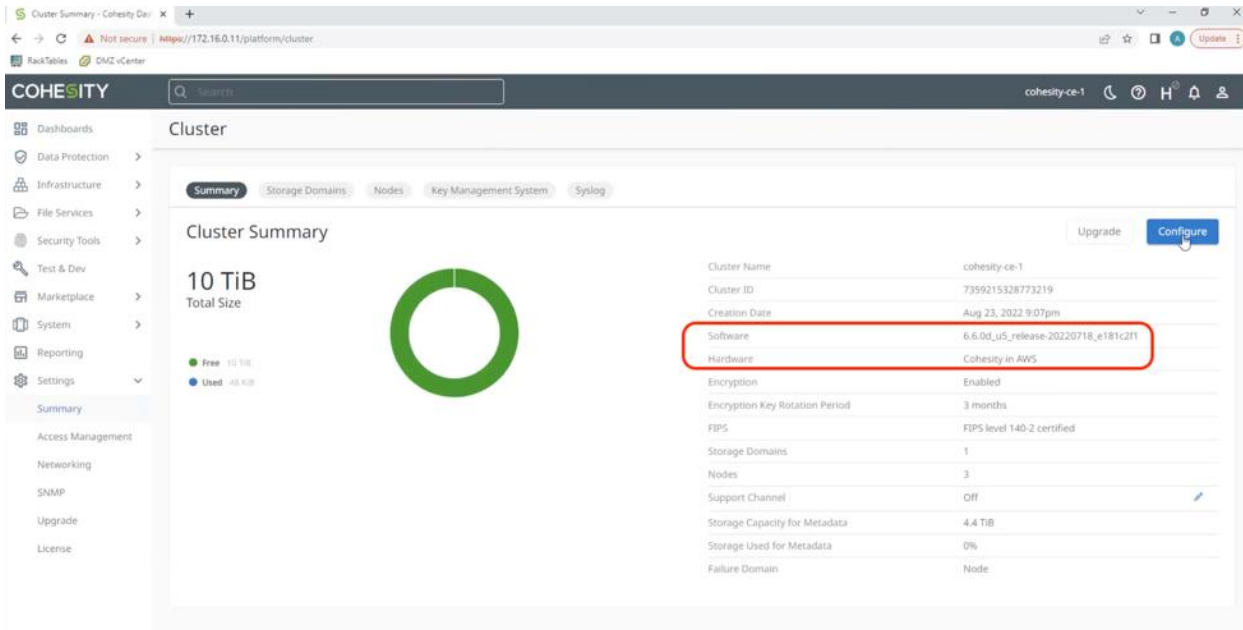 Cluster Summary - Cohesity Das
Not secure https://172.16.0.11/platform/cluster
Update
RackTables DMZ vCenter
COHESITY
Search
cohesity-ce-1
H
Dashboards
Data Protection
Infrastructure
File Services
Security Tools
Test & Dev
Marketplace
System
Reporting
Settings
Summary
Access Management
Networking
SNMP
Upgrade
License
Cluster
Summary Storage Domains Nodes Key Management System Syslog
Cluster Summary
Upgrade Configure
10 TiB
Total Size
Free 10 TiB
Used 48 KiB
Cluster Name cohesity-ce-1
Cluster ID 7359215328773219
Creation Date Aug 23, 2022 9:07pm
Software 6.6.0d_u5_release-20220718_e181c2f1
Hardware Cohesity in AWS
Encryption Enabled
Encryption Key Rotation Period 3 months
FIPS FIPS level 140-2 certified
Storage Domains 1
Nodes 3
Support Channel Off
Storage Capacity for Metadata 4.4 TiB
Storage Used for Metadata 0%
Failure Domain Node